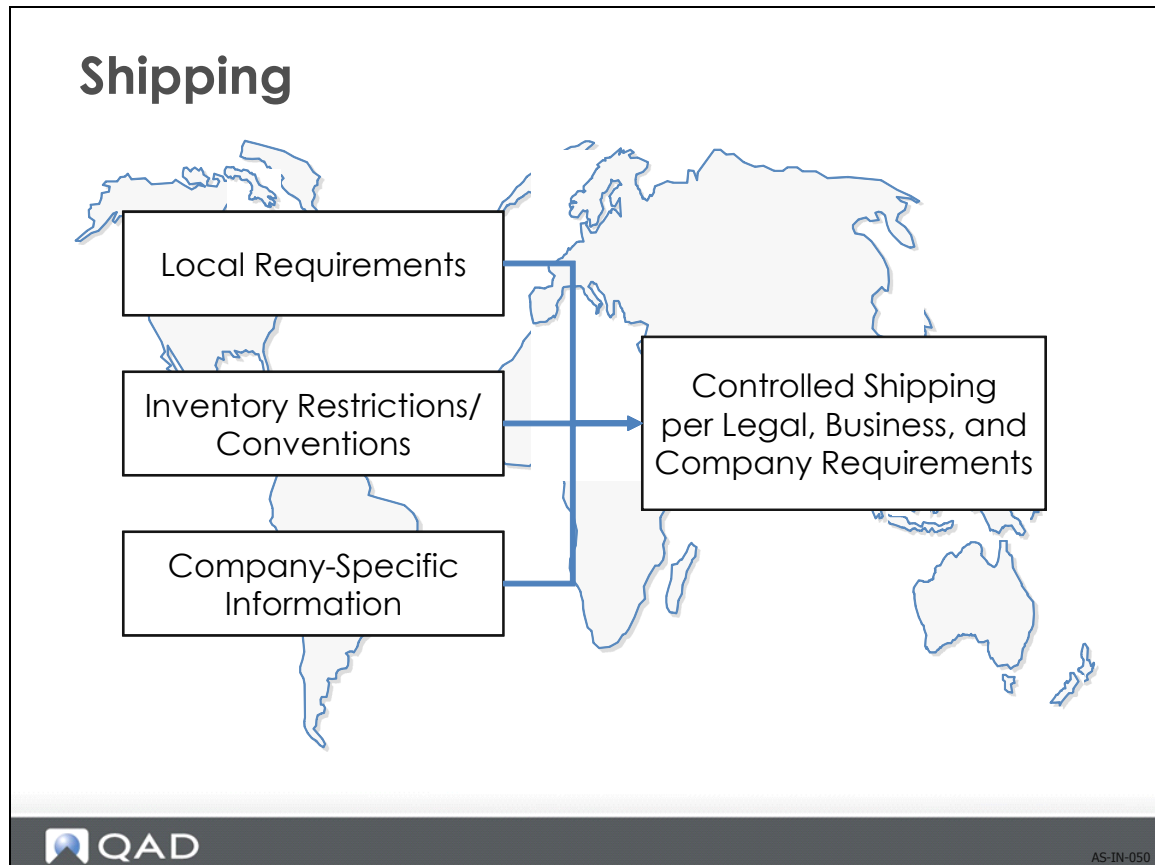 Shipping
Local Requirements
Inventory Restrictions/
Conventions
Company-Specific
Information
Controlled Shipping
per Legal, Business, and
Company Requirements
QAD
AS-IN-050